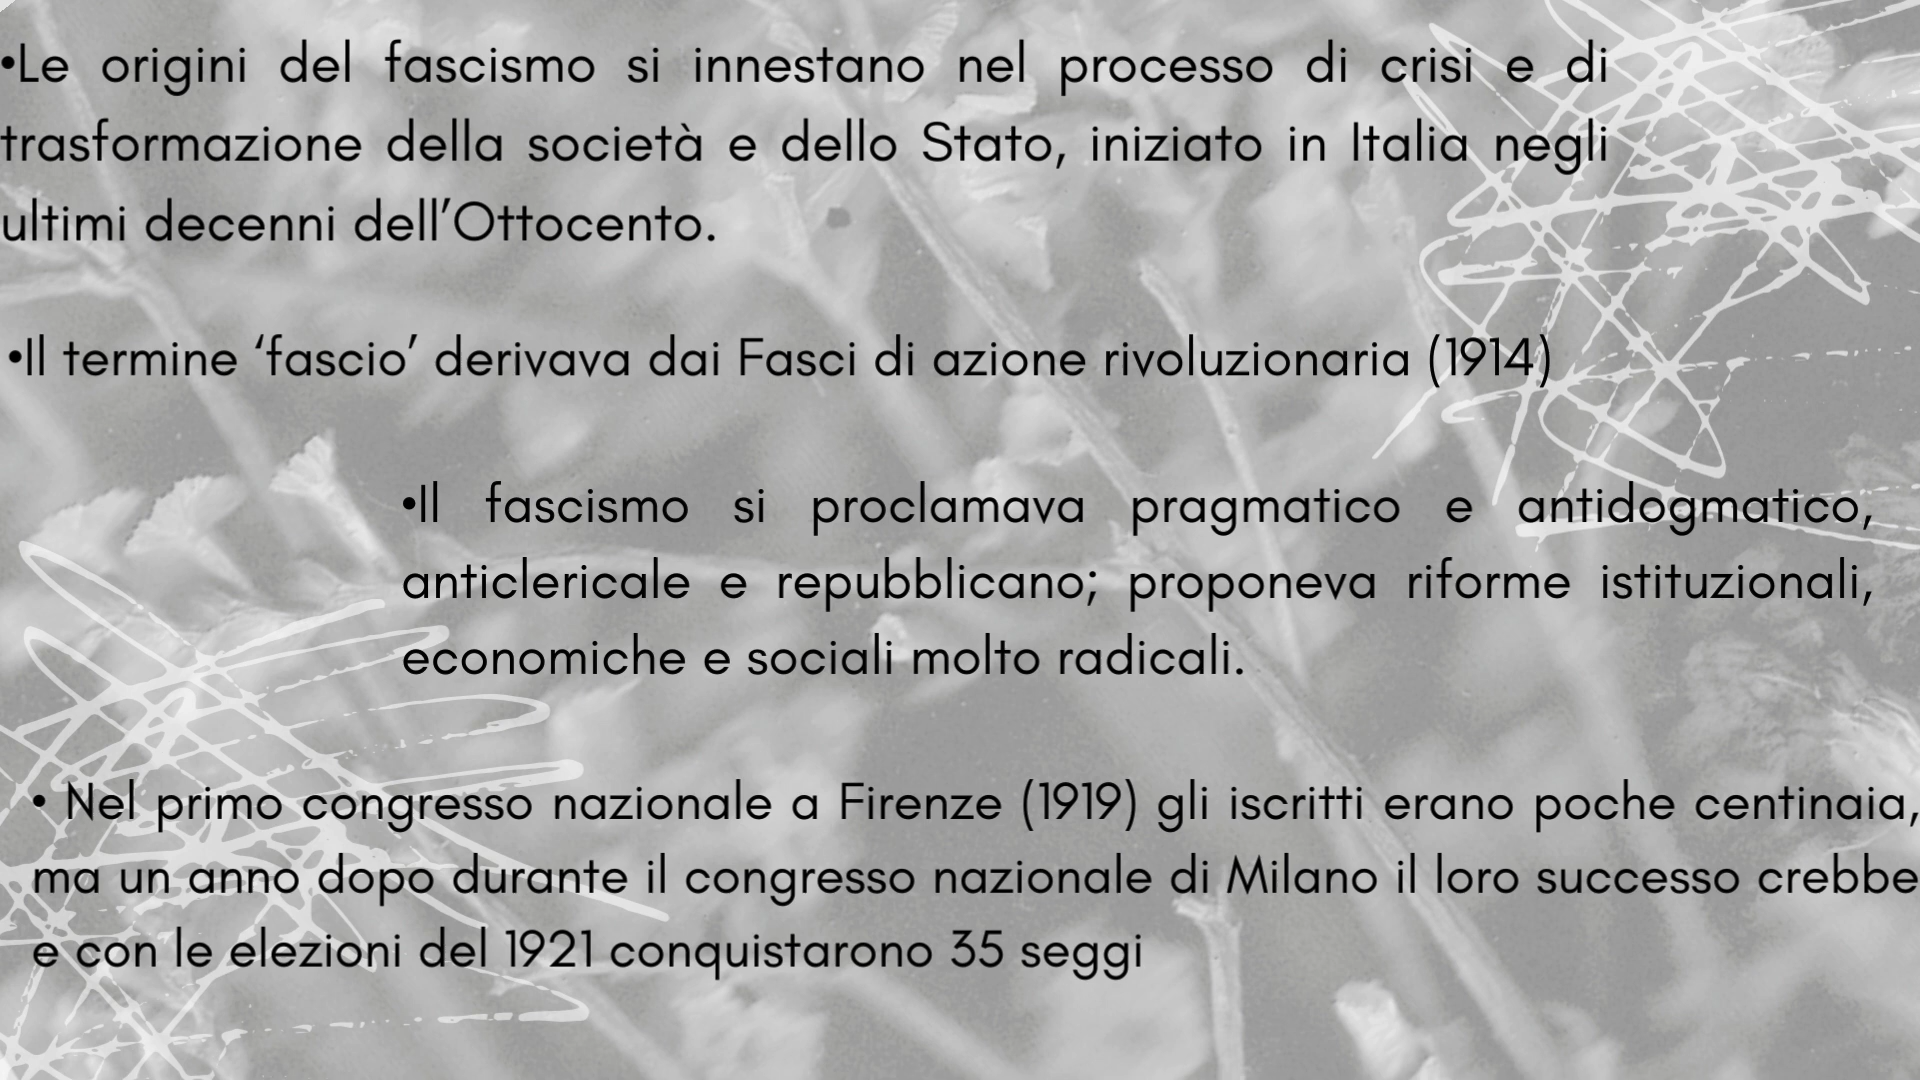 •Le origini del fascismo si innestano nel processo di crisi e di
trasformazione della società e dello Stato, iniziato in Italia negli
ultimi decenni dell’Ottocento.
•Il termine ‘fascio’ derivava dai Fasci di azione rivoluzionaria (1914)
•Il fascismo si proclamava pragmatico e antidogmatico,
anticlericale e repubblicano; proponeva riforme istituzionali,
economiche e sociali molto radicali.
• Nel primo congresso nazionale a Firenze (1919) gli iscritti erano poche centinaia,
ma un anno dopo durante il congresso nazionale di Milano il loro successo crebbe
e con le elezioni del 1921 conquistarono 35 seggi